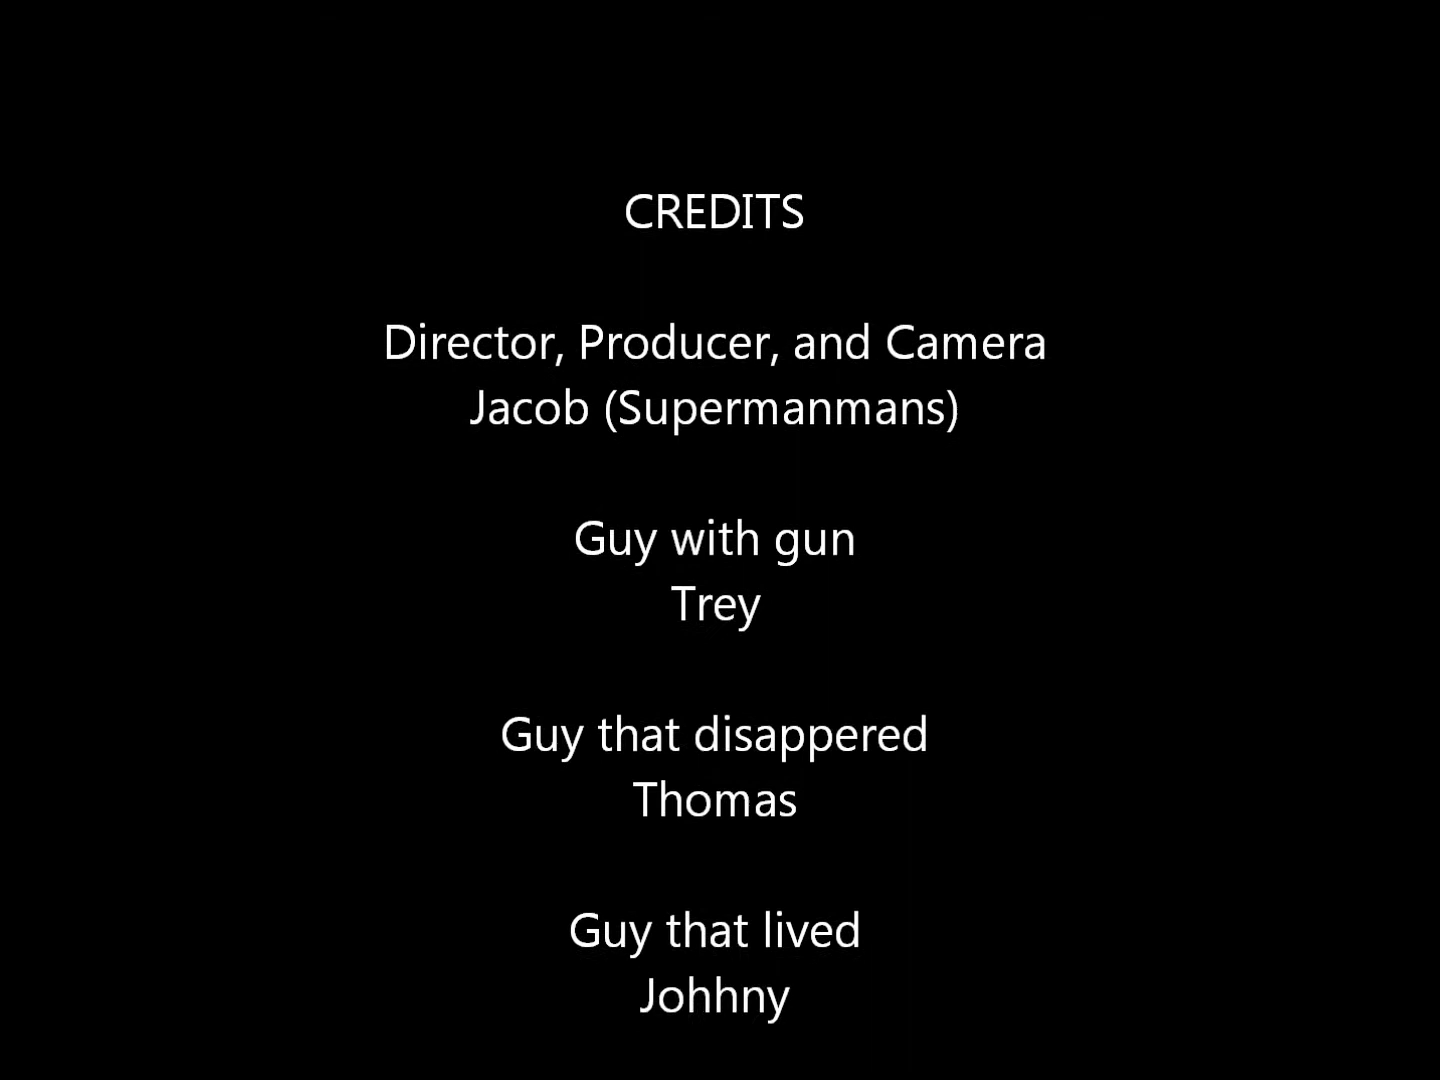 CREDITS
Director, Producer, and Camera
Jacob (Supermanmans)
Guy with gun
Trey
Guy that disappered
Thomas
Guy that lived
Johhny